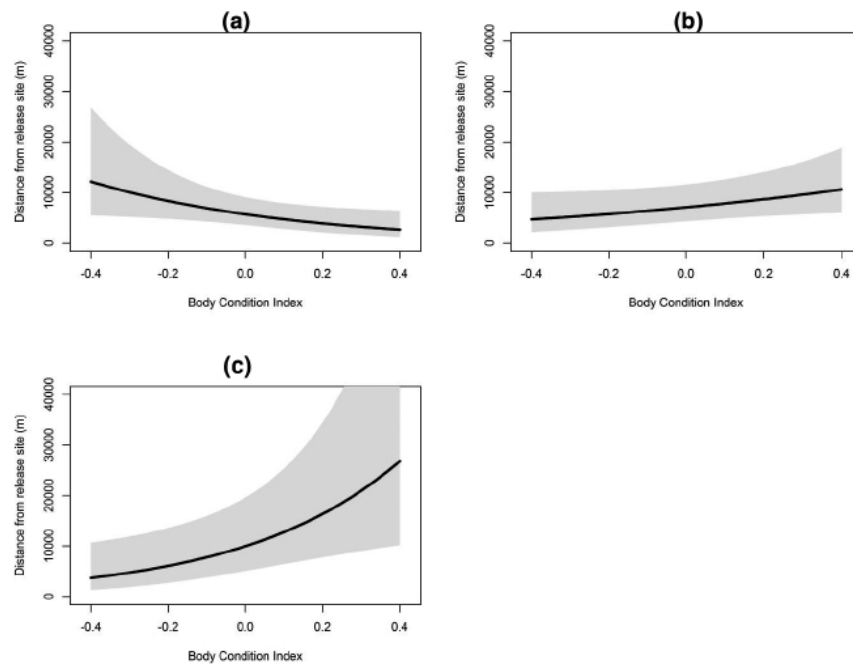 (a)
Distance from release site (m)
40000
30000
20000
10000
0
-0.4 -0.2 0.0 0.2 0.4
Body Condition Index
(b)
Distance from release site (m)
40000
30000
20000
10000
0
-0.4 -0.2 0.0 0.2 0.4
Body Condition Index
(c)
Distance from release site (m)
40000
30000
20000
10000
0
-0.4 -0.2 0.0 0.2 0.4
Body Condition Index